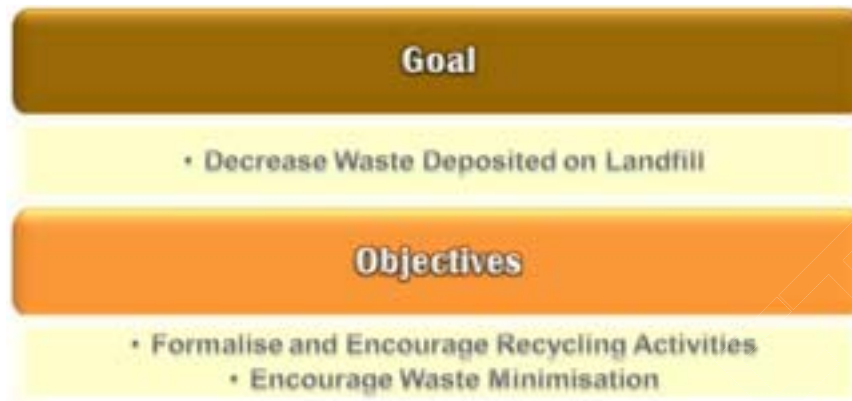 Goal
• Decrease Waste Deposited on Landfill
Objectives
• Formalise and Encourage Recycling Activities
• Encourage Waste Minimisation